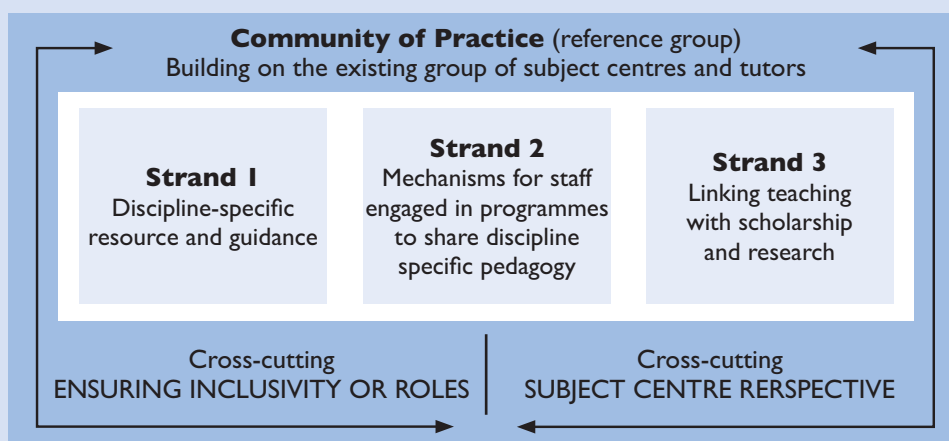 Community of Practice (reference group)
Building on the existing group of subject centres and tutors
Strand 1
Discipline-specific
resource and guidance
Strand 2
Mechanisms for staff
engaged in programmes
to share discipline
specific pedagogy
Strand 3
Linking teaching
with scholarship
and research
Cross-cutting
ENSURING INCLUSIVITY OR ROLES
Cross-cutting
SUBJECT CENTRE RERSPECTIVE